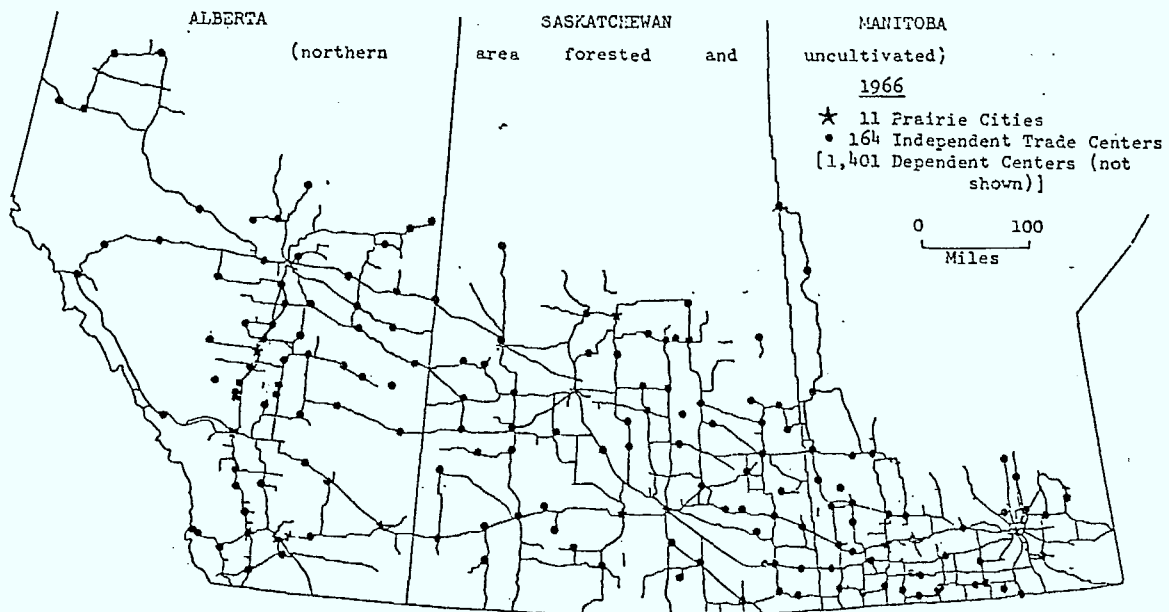 ALBERTA SASKATCHEWAN MANITOBA
(northern area forested and uncultivated)
1966
★ 11 Prairie Cities
• 164 Independent Trade Centers
[1,401 Dependent Centers (not
shown)]
0 100
Miles